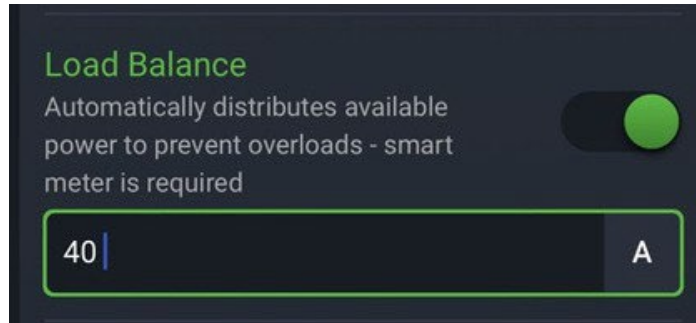 Load Balance
Automatically distributes available
power to prevent overloads - smart
meter is required
40 A